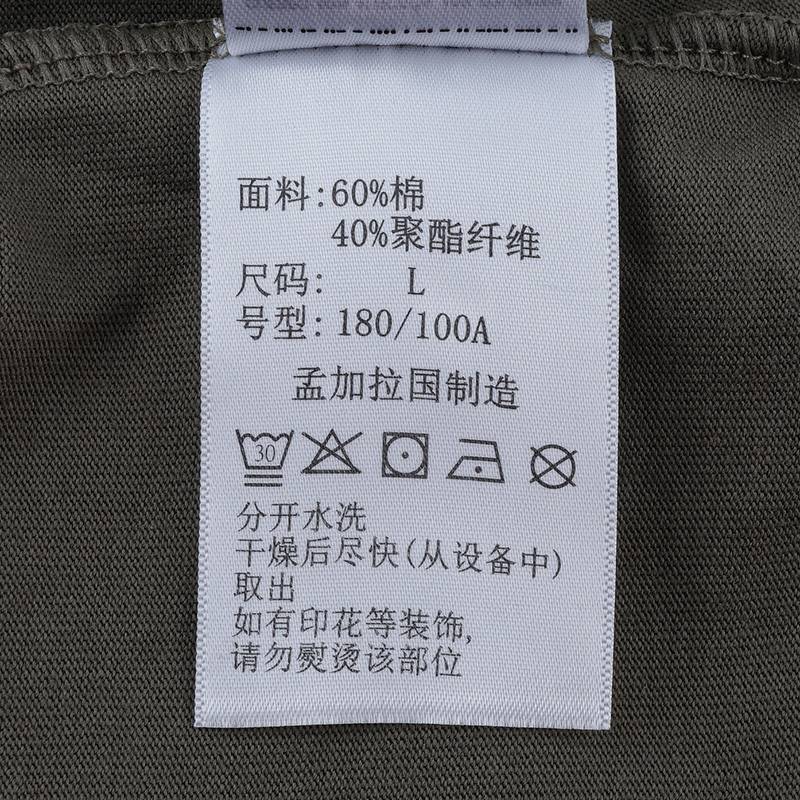 面料:60%棉
40%聚酯纤维
尺码: L
号型: 180/100A
孟加拉国制造
30
分开水洗
干燥后尽快(从设备中)
取出
如有印花等装饰,
请勿熨烫该部位